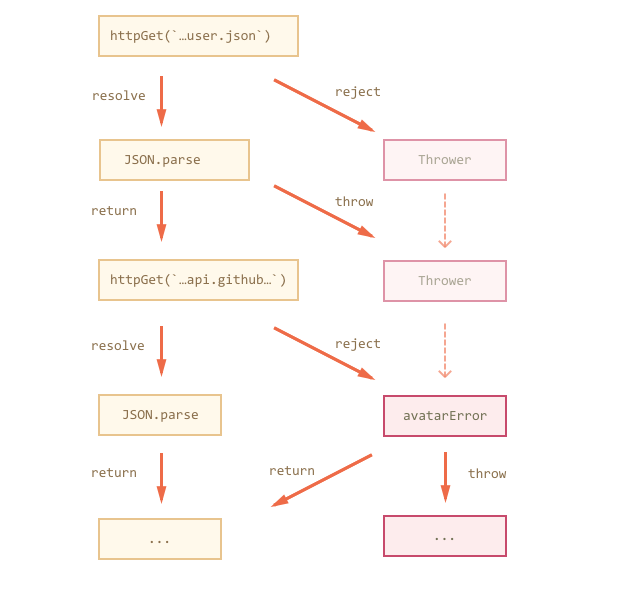 httpGet(`…user.json`)
resolve
reject
JSON.parse
Thrower
return
throw
httpGet(`…api.github…`)
Thrower
resolve
reject
JSON.parse
avatarError
return
return
throw
...
...